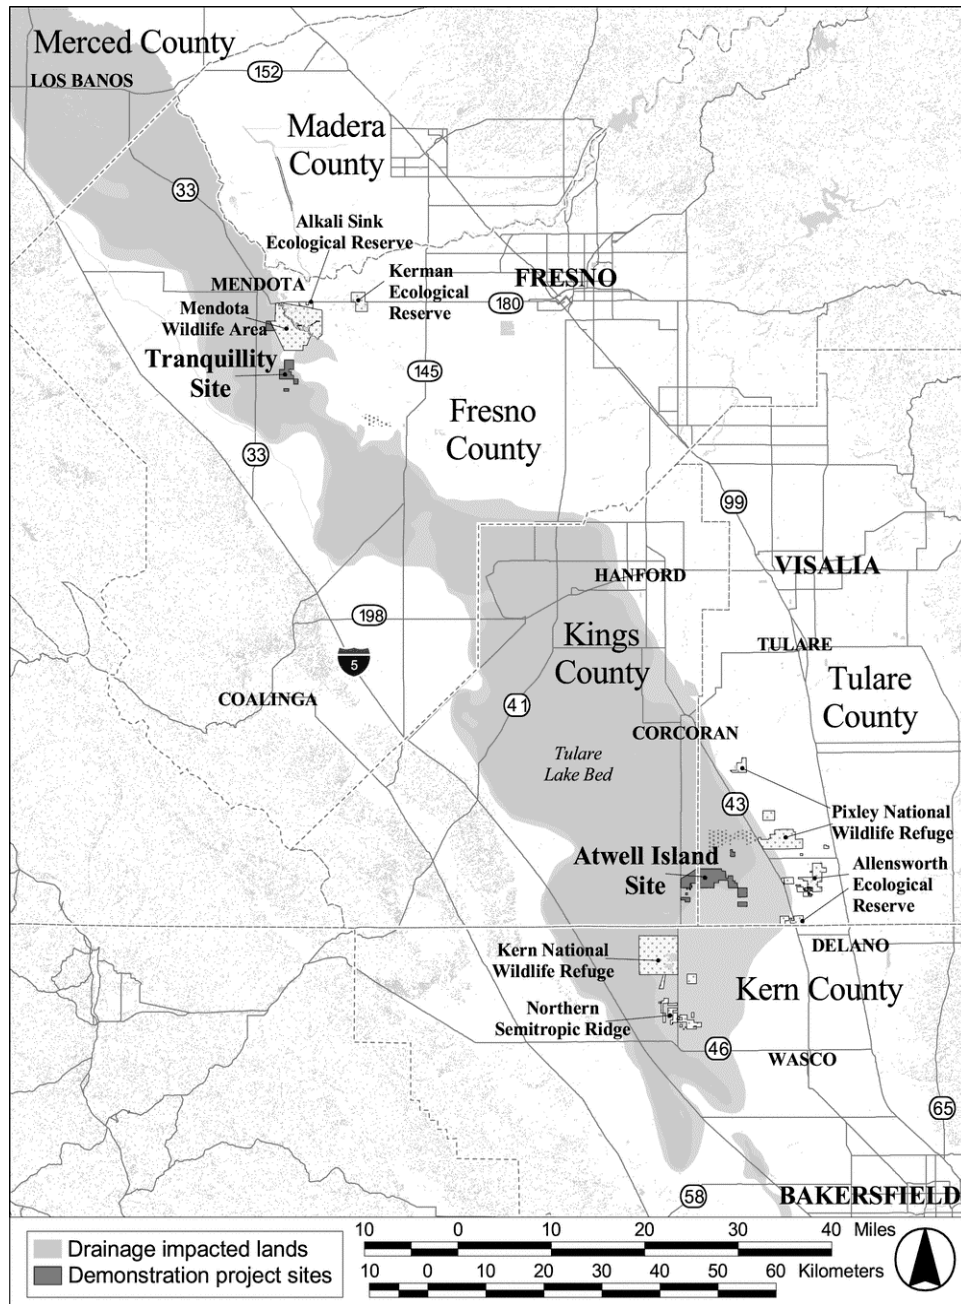 Merced County
LOS BANOS
152
Madera
County
33
Alkali Sink
Ecological Reserve
MENDOTA
Kerman
Ecological
Reserve
FRESNO
180
Mendota
Wildlife Area
Tranquillity
Site
145
Fresno
County
33
99
VISALIA
HANFORD
198
Kings
County
TULARE
5
Tulare
County
COALINGA
41
CORCORAN
Tulare
Lake Bed
43
Pixley National
Wildlife Refuge
Atwell Island
Site
Allensworth
Ecological
Reserve
DELANO
Kern National
Wildlife Refuge
Kern County
Northern
Semitropic Ridge
46
WASCO
65
58
BAKERSFIELD
Drainage impacted lands
Demonstration project sites
10 0 10 20 30 40 Miles
10 0 10 20 30 40 50 60 Kilometers